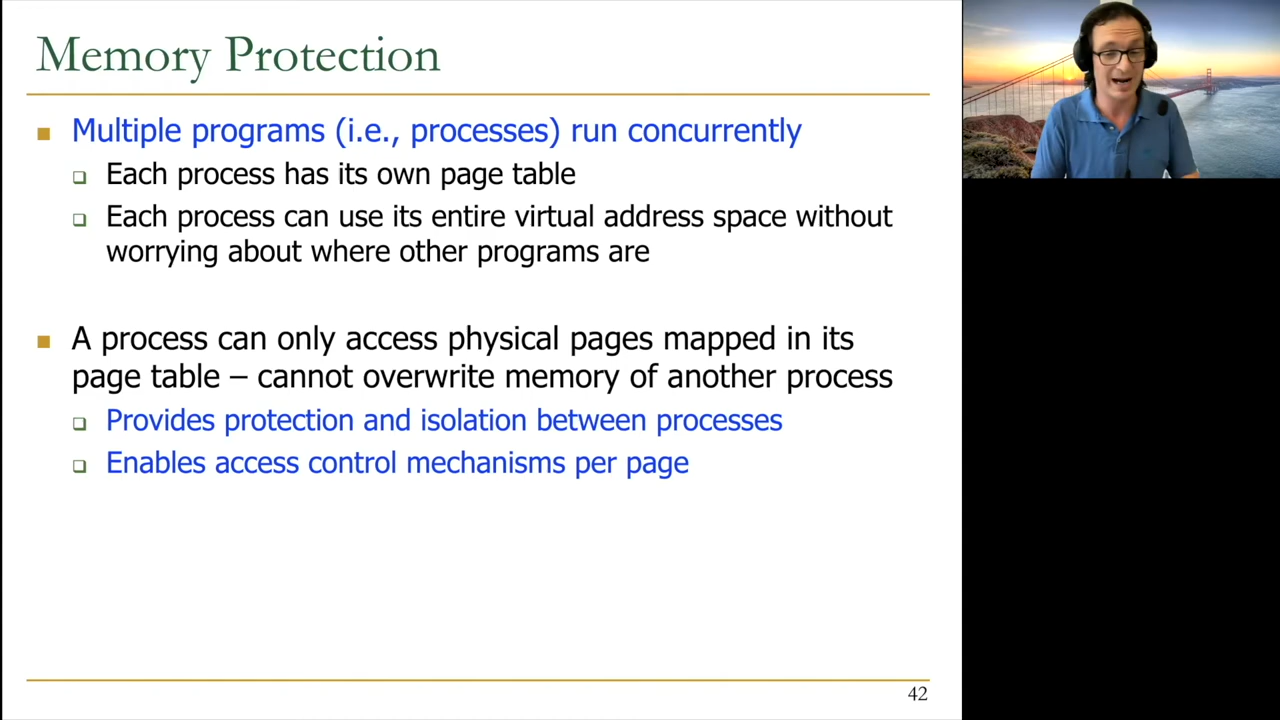 Memory Protection
Multiple programs (i.e., processes) run concurrently
Each process has its own page table
Each process can use its entire virtual address space without
worrying about where other programs are
A process can only access physical pages mapped in its
page table – cannot overwrite memory of another process
Provides protection and isolation between processes
Enables access control mechanisms per page
42